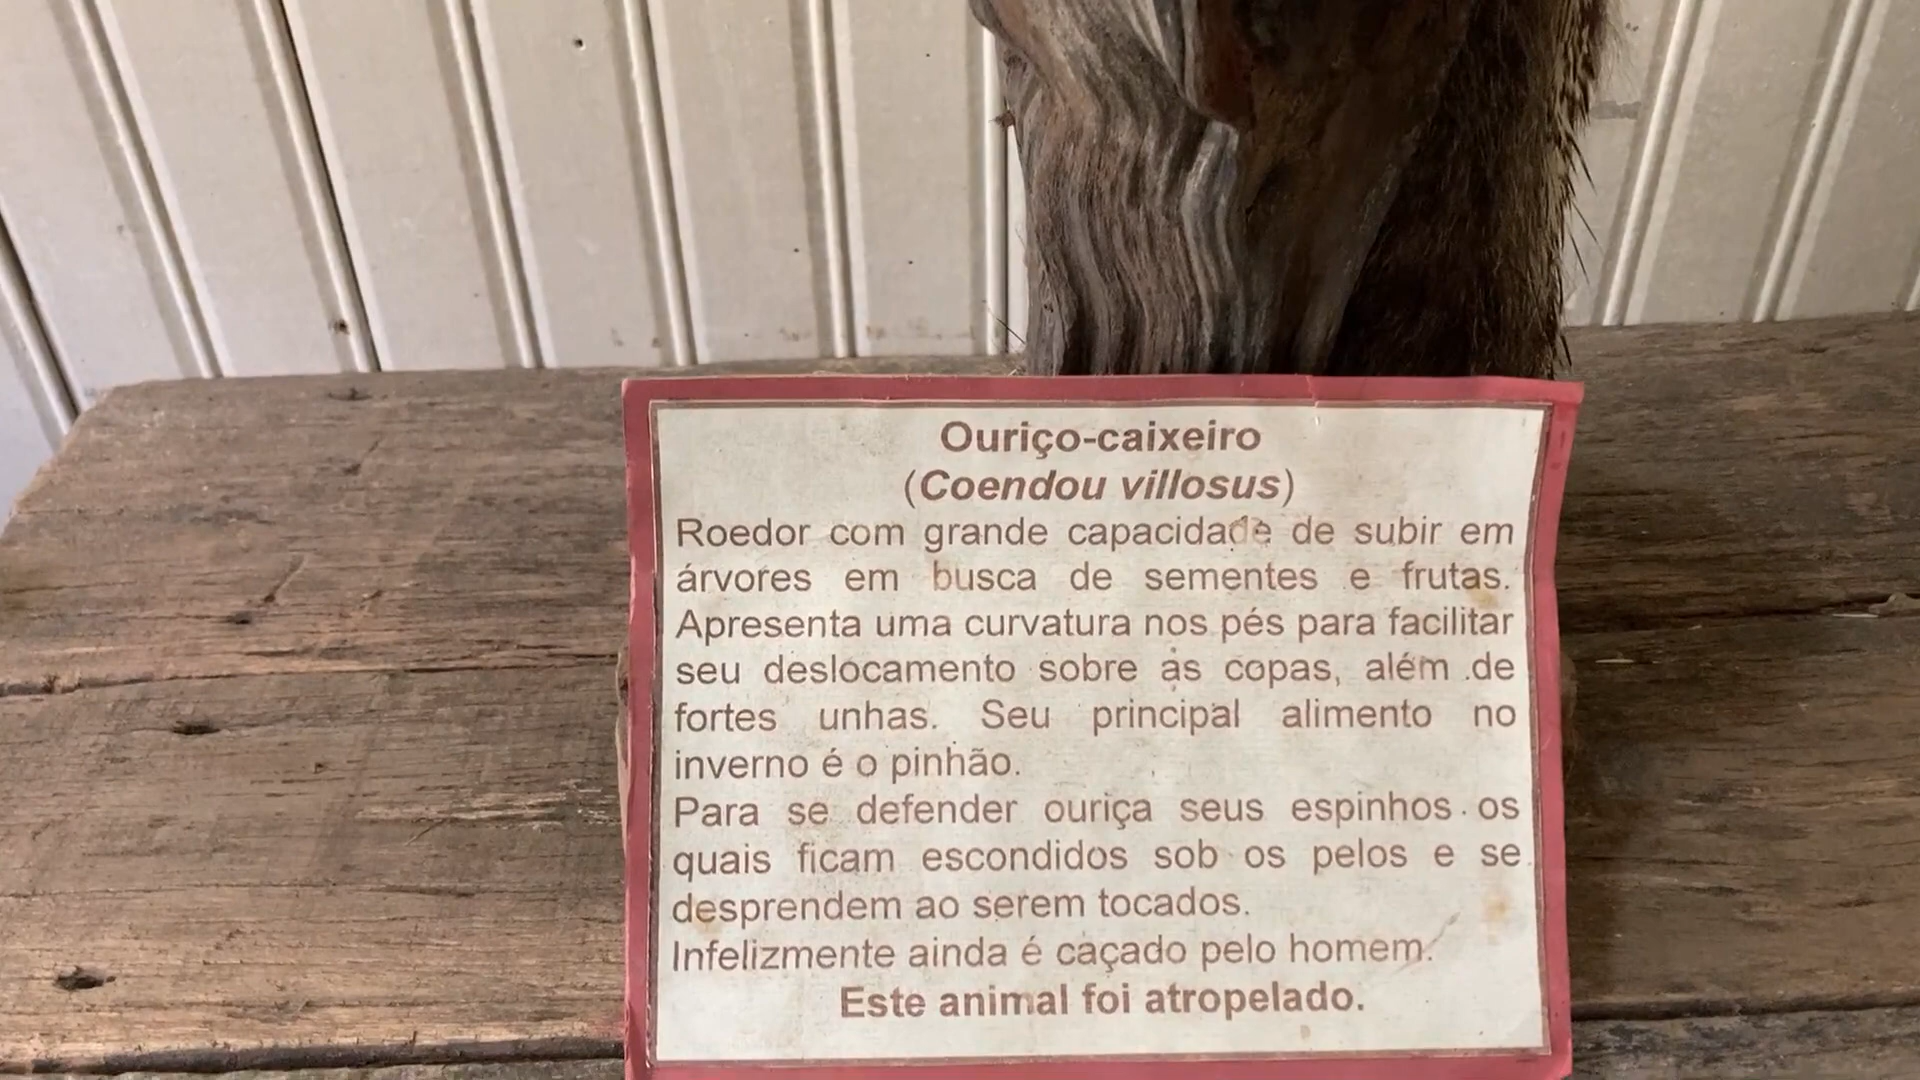 Ouriço-caixeiro
(Coendou villosus)
Roedor com grande capacidade de subir em
árvores em busca de sementes e frutas.
Apresenta uma curvatura nos pés para facilitar
seu deslocamento sobre as copas, além de
fortes unhas. Seu principal alimento no
inverno é o pinhão.
Para se defender ouriça seus espinhos os
quais ficam escondidos sob os pelos e se
desprendem ao serem tocados.
Infelizmente ainda é caçado pelo homem.
Este animal foi atropelado.